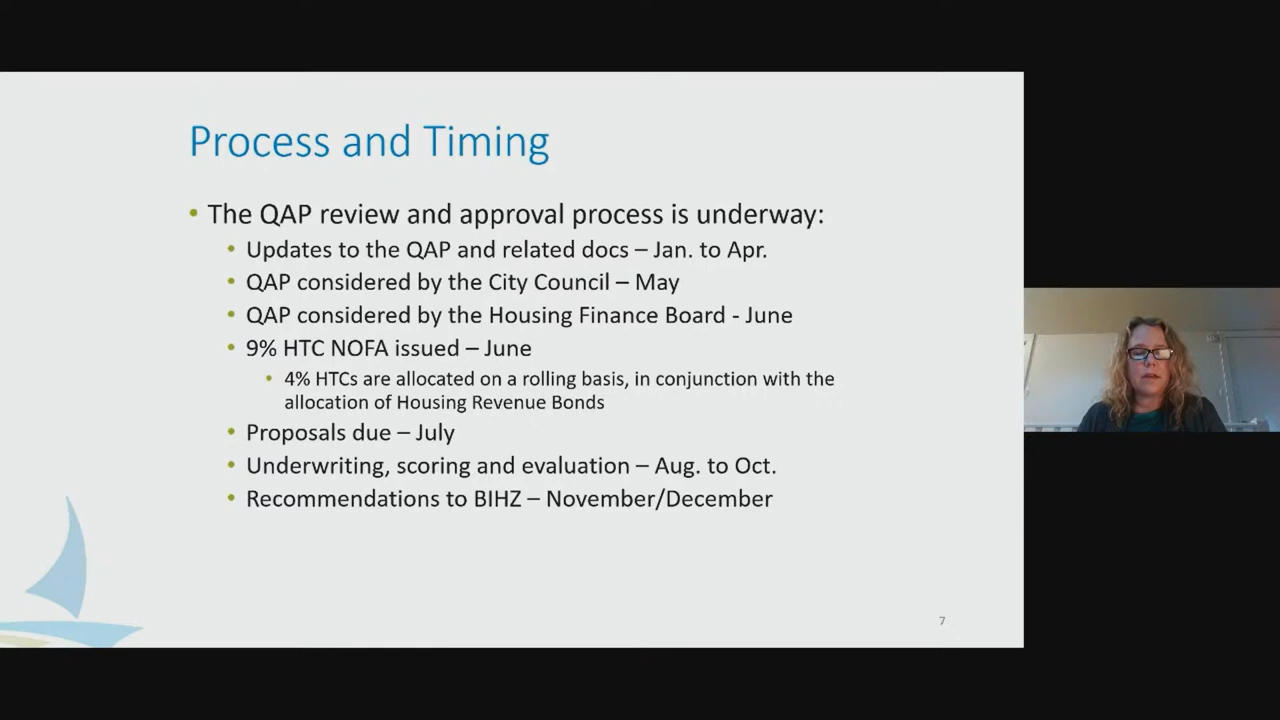 Process and Timing
• The QAP review and approval process is underway:
• Updates to the QAP and related docs – Jan. to Apr.
• QAP considered by the City Council – May
• QAP considered by the Housing Finance Board - June
• 9% HTC NOFA issued – June
• 4% HTCs are allocated on a rolling basis, in conjunction with the
allocation of Housing Revenue Bonds
• Proposals due – July
• Underwriting, scoring and evaluation – Aug. to Oct.
• Recommendations to BIHZ – November/December
7